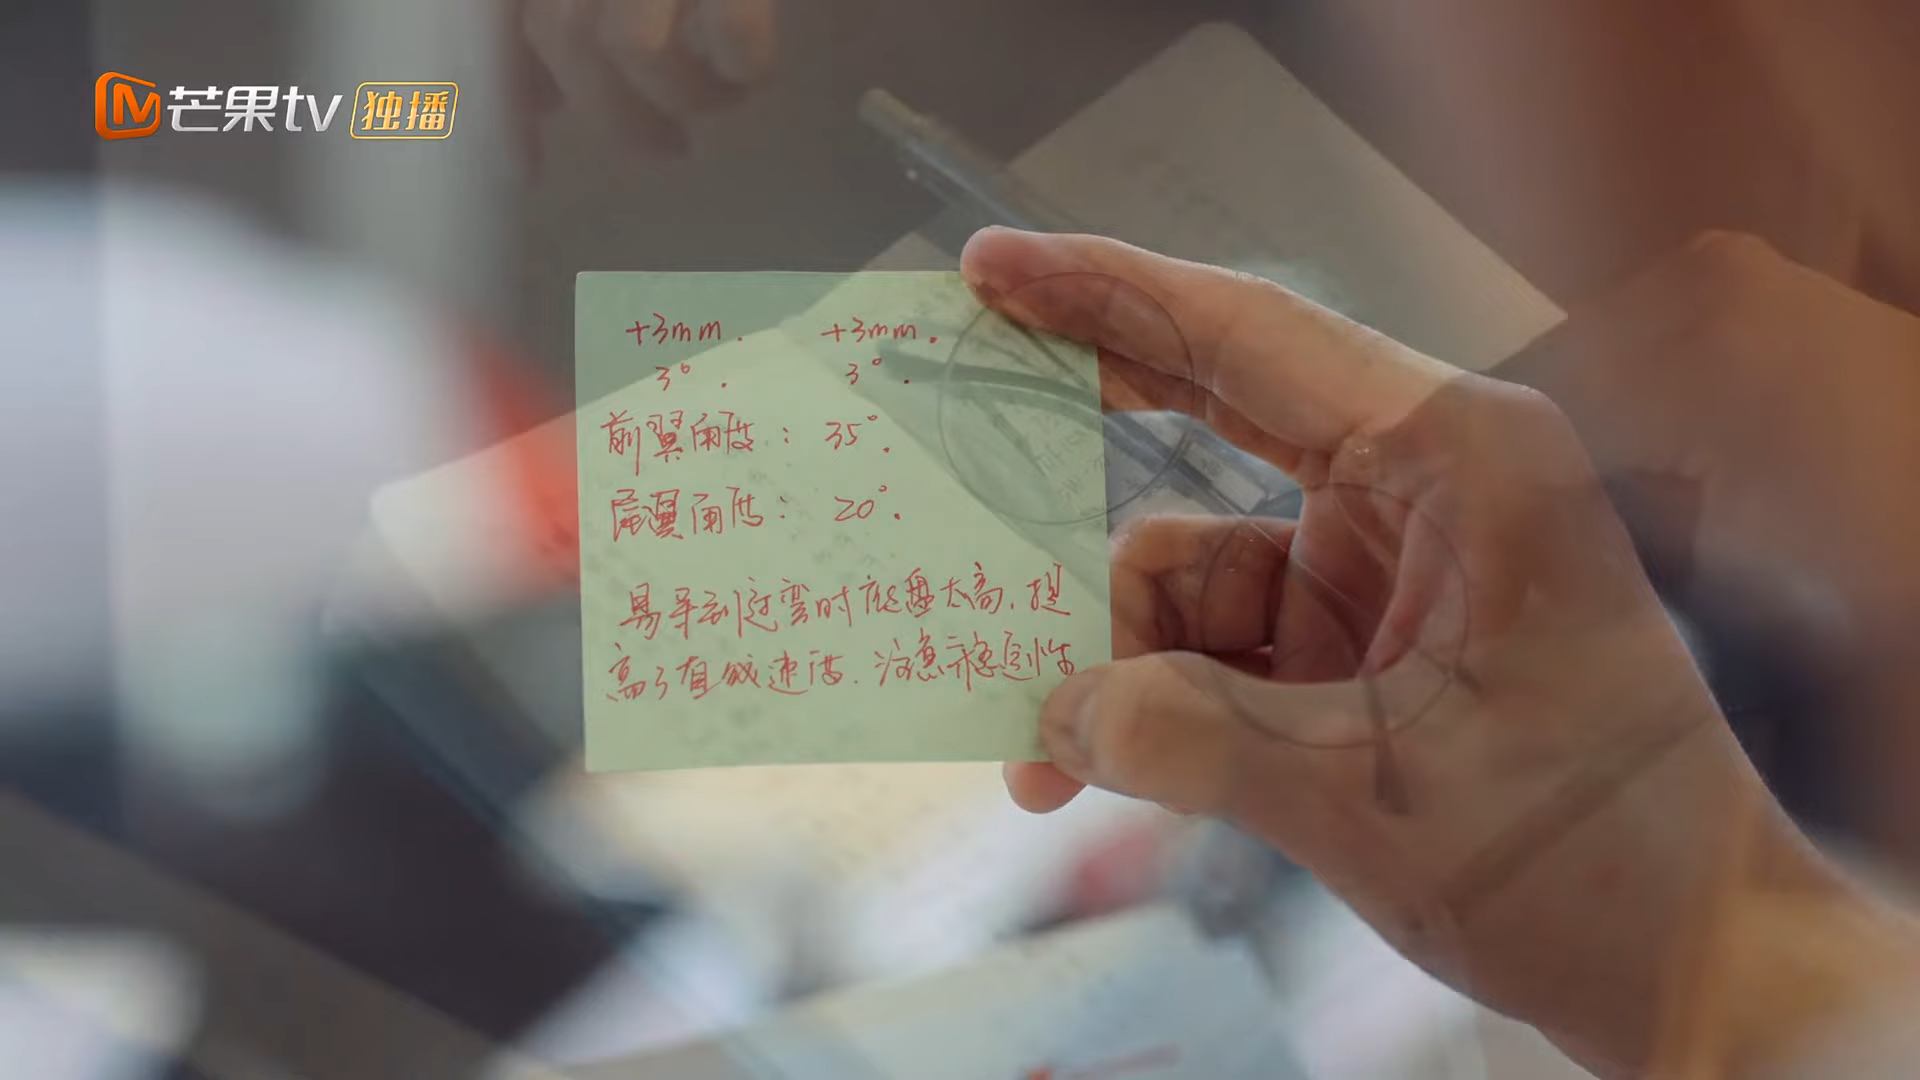 芒果tv 独播
+3mm. +3mm.
3°. 3°.
前翼角度: 35°.
尾翼角度: 20°.
易导致过弯时底盘太高.提
高了直线速度.注意稳定性